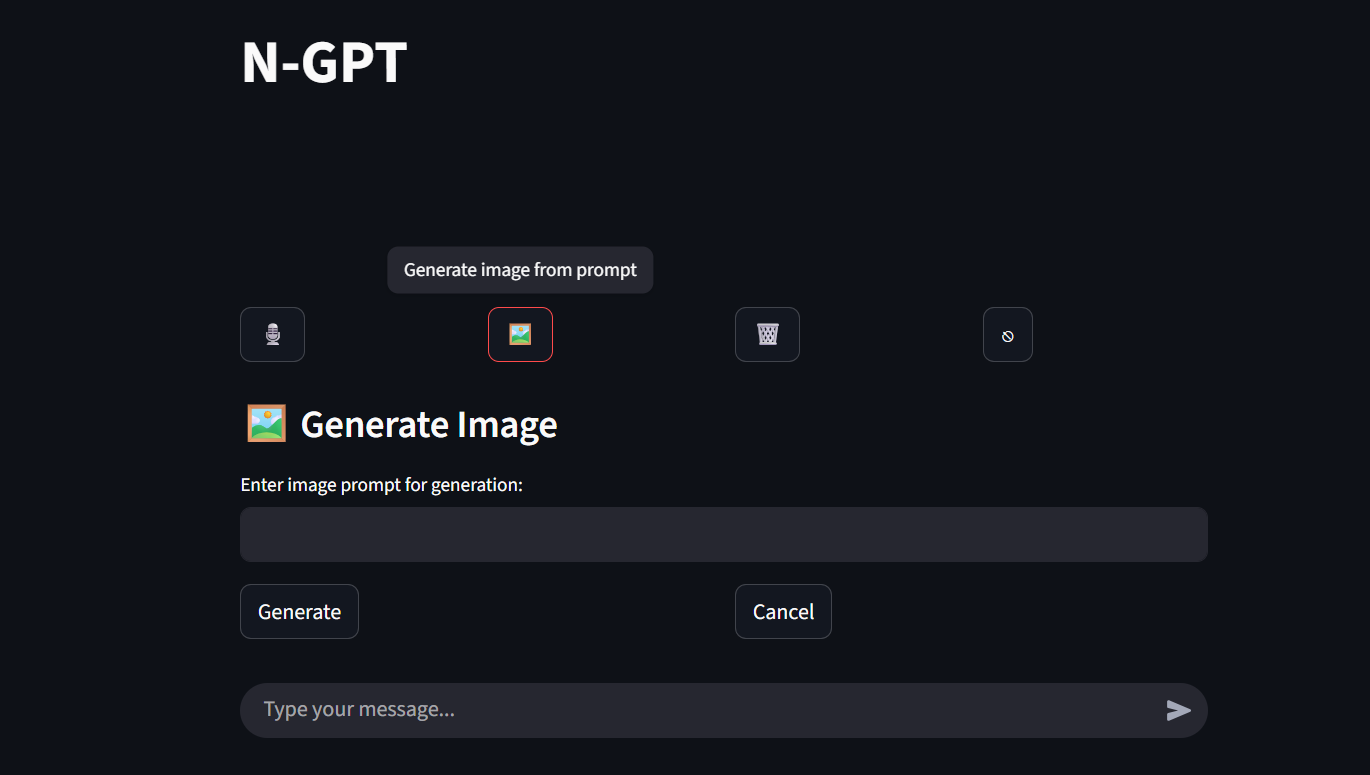 N-GPT
Generate image from prompt
Generate Image
Enter image prompt for generation:
Generate
Cancel
Type your message...